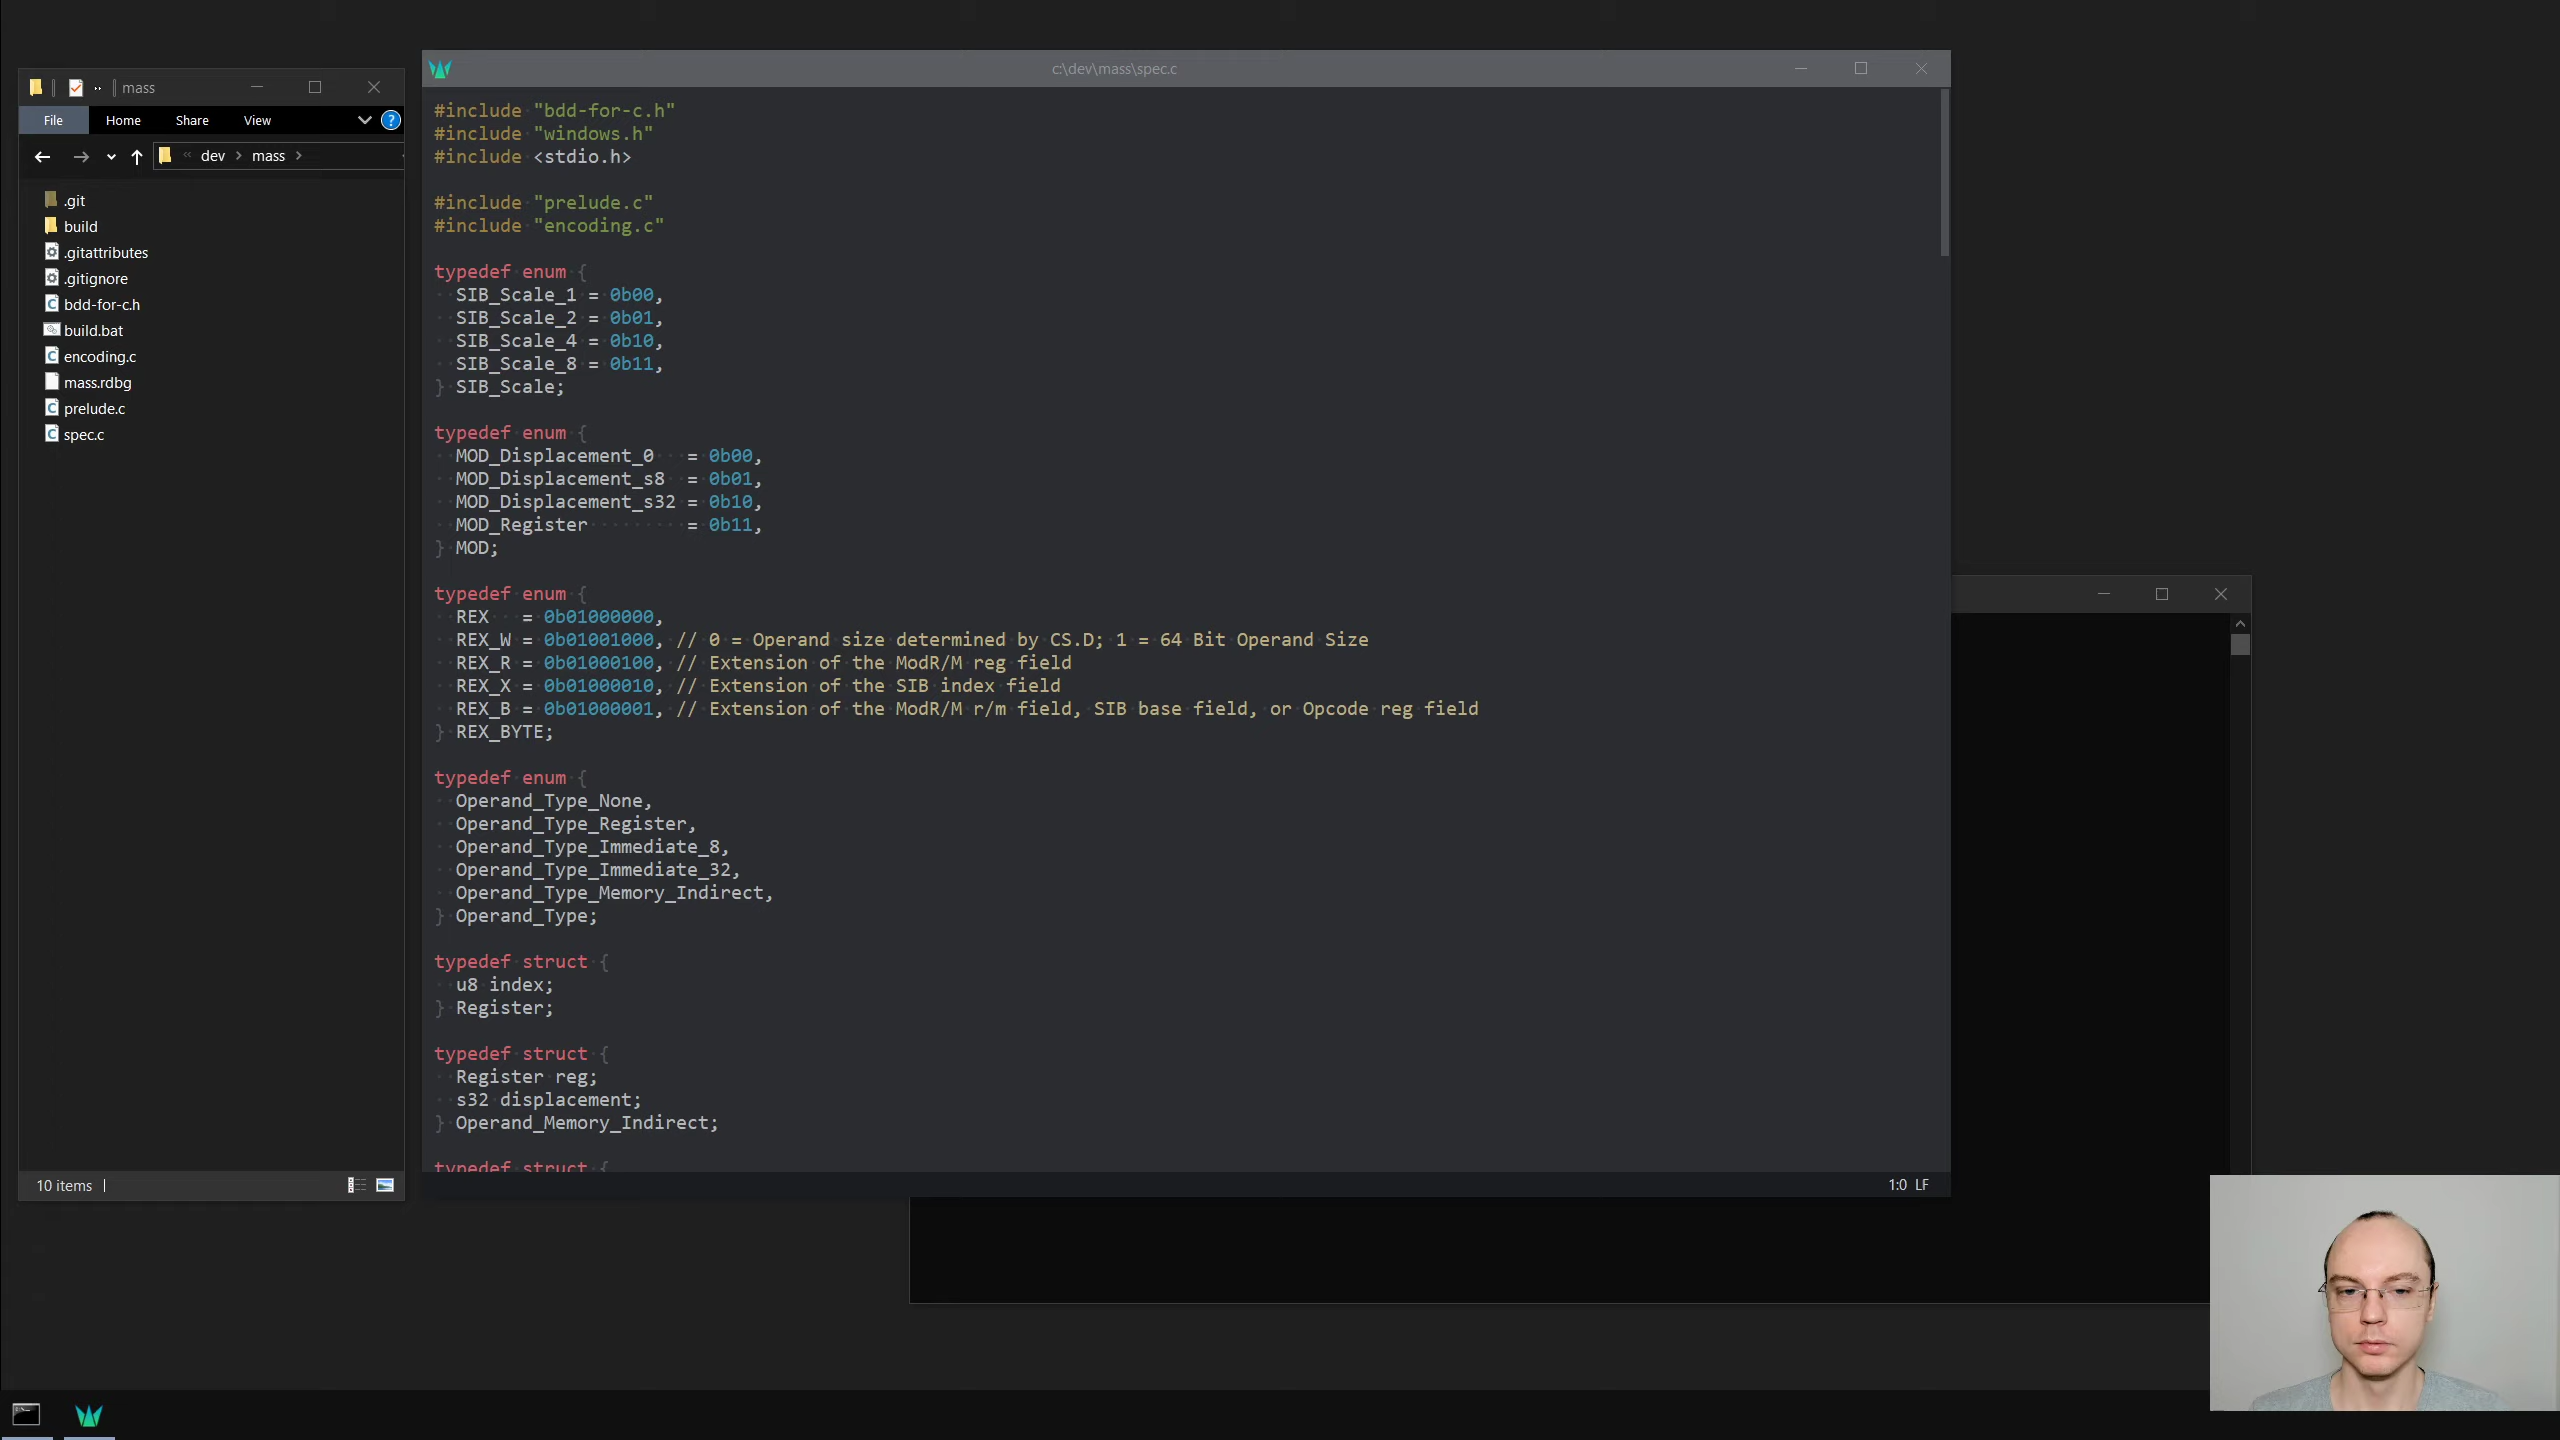 mass
File Home Share View
dev mass
.git
build
.gitattributes
.gitignore
bdd-for-c.h
build.bat
encoding.c
mass.rdbg
prelude.c
spec.c
10 items
c:\dev\mass\spec.c
#include "bdd-for-c.h"
#include "windows.h"
#include <stdio.h>
#include "prelude.c"
#include "encoding.c"
typedef enum {
SIB_Scale_1 = 0b00,
SIB_Scale_2 = 0b01,
SIB_Scale_4 = 0b10,
SIB_Scale_8 = 0b11,
} SIB_Scale;
typedef enum {
MOD_Displacement_0 = 0b00,
MOD_Displacement_s8 = 0b01,
MOD_Displacement_s32 = 0b10,
MOD_Register = 0b11,
} MOD;
typedef enum {
REX = 0b01000000,
REX_W = 0b01001000, // 0 = Operand size determined by CS.D; 1 = 64 Bit Operand Size
REX_R = 0b01000100, // Extension of the ModR/M reg field
REX_X = 0b01000010, // Extension of the SIB index field
REX_B = 0b01000001, // Extension of the ModR/M r/m field, SIB base field, or Opcode reg field
} REX_BYTE;
typedef enum {
Operand_Type_None,
Operand_Type_Register,
Operand_Type_Immediate_8,
Operand_Type_Immediate_32,
Operand_Type_Memory_Indirect,
} Operand_Type;
typedef struct {
u8 index;
} Register;
typedef struct {
Register reg;
s32 displacement;
} Operand_Memory_Indirect;
typedef struct {
1:0 LF